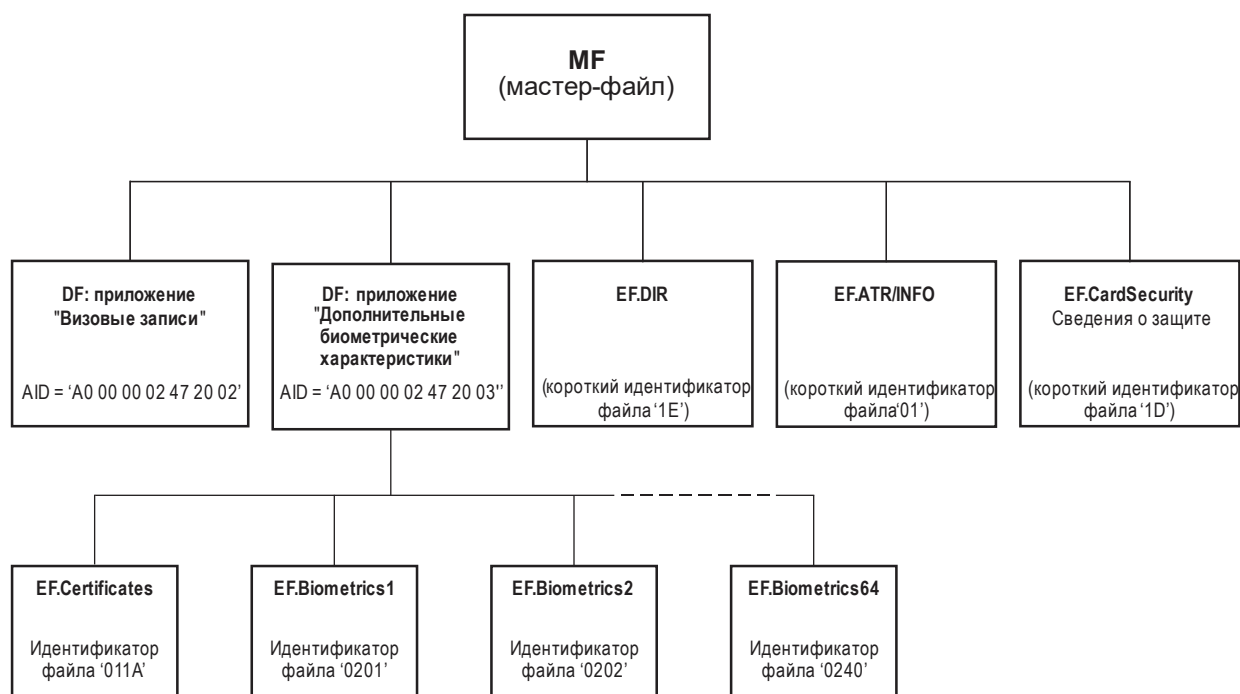 MF
(мастер-файл)
DF: приложение
"Визовые записи"
AID = ‘A0 00 00 02 47 20 02’
DF: приложение
"Дополнительные
биометрические
характеристики"
AID = ‘A0 00 00 02 47 20 03’'
EF.DIR
(короткий идентификатор
файла ‘1E’)
EF.ATR/INFO
(короткий идентификатор
файла‘01’)
EF.CardSecurity
Сведения о защите
(короткий идентификатор
файла ‘1D’)
EF.Certificates
Идентификатор
файла ‘011A’
EF.Biometrics1
Идентификатор
файла ‘0201’
EF.Biometrics2
Идентификатор
файла ‘0202’
EF.Biometrics64
Идентификатор
файла ‘0240’